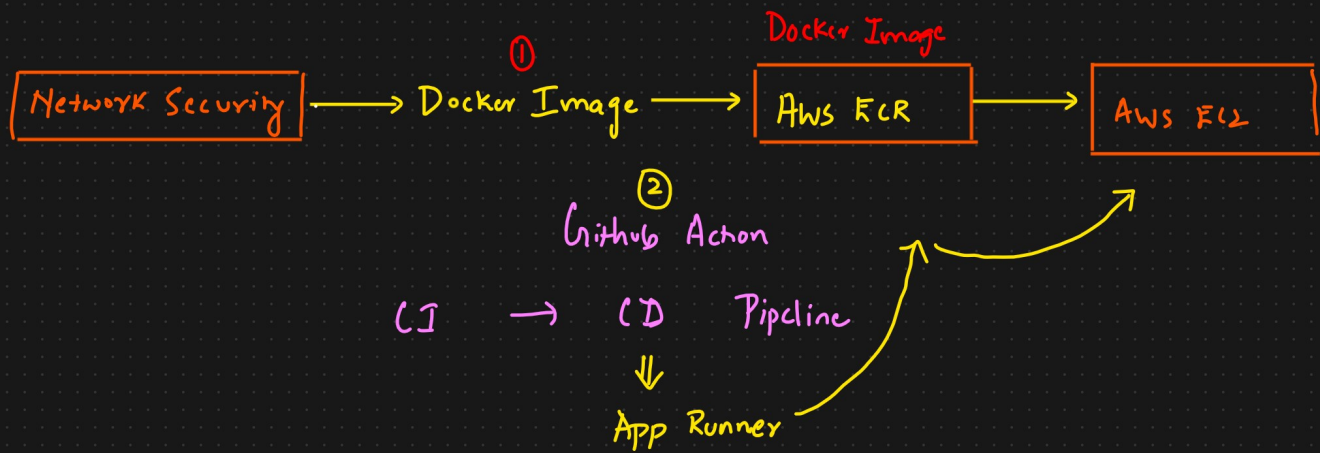 Docker Image
①
Network Security → Docker Image → AWS ECR → AWS EC2
②
Github Action
CI → CD Pipeline
⇓
App Runner